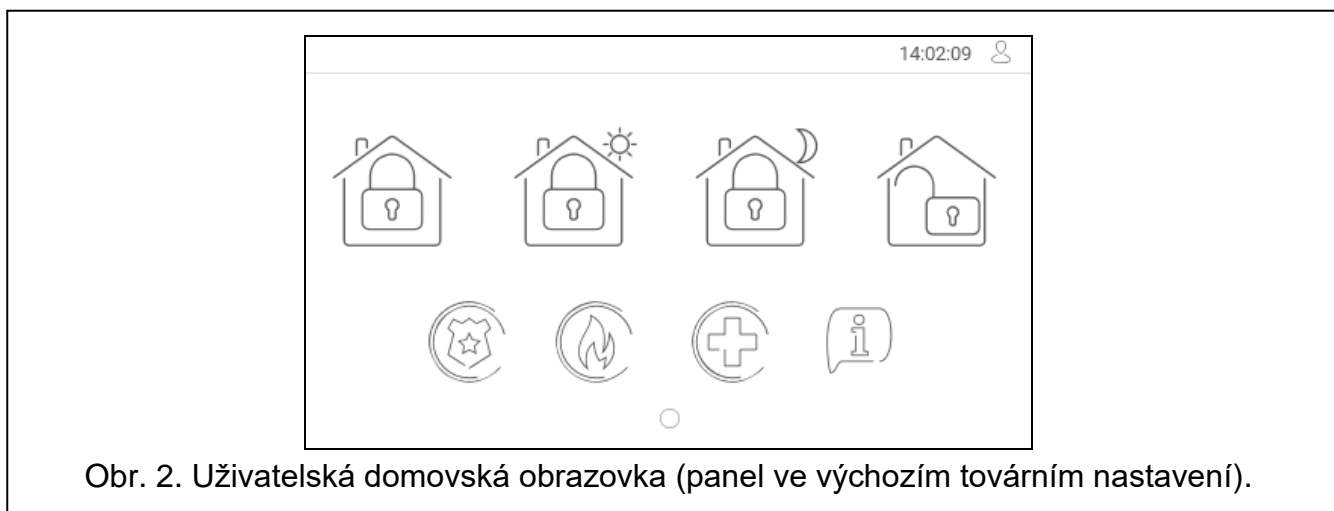 14:02:09
Obr. 2. Uživatelská domovská obrazovka (panel ve výchozím továrním nastavení).